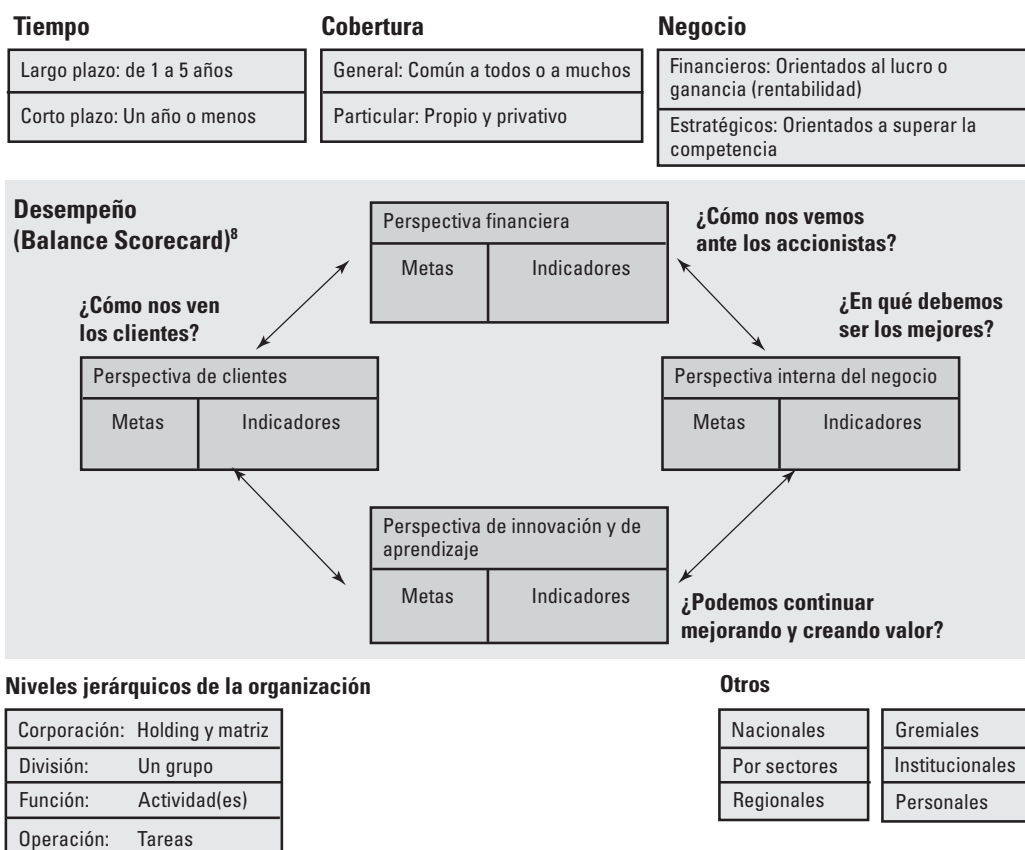 Tiempo
Largo plazo: de 1 a 5 años
Corto plazo: Un año o menos
Cobertura
General: Común a todos o a muchos
Particular: Propio y privativo
Negocio
Financieros: Orientados al lucro o
ganancia (rentabilidad)
Estratégicos: Orientados a superar la
competencia
Desempeño
(Balance Scorecard)⁸
Perspectiva financiera
Metas Indicadores
¿Cómo nos vemos
ante los accionistas?
¿Cómo nos ven
los clientes?
¿En qué debemos
ser los mejores?
Perspectiva de clientes
Metas Indicadores
Perspectiva interna del negocio
Metas Indicadores
Perspectiva de innovación y de
aprendizaje
Metas Indicadores
¿Podemos continuar
mejorando y creando valor?
Niveles jerárquicos de la organización
Corporación: Holding y matriz
División: Un grupo
Función: Actividad(es)
Operación: Tareas
Otros
Nacionales
Por sectores
Regionales
Gremiales
Institucionales
Personales